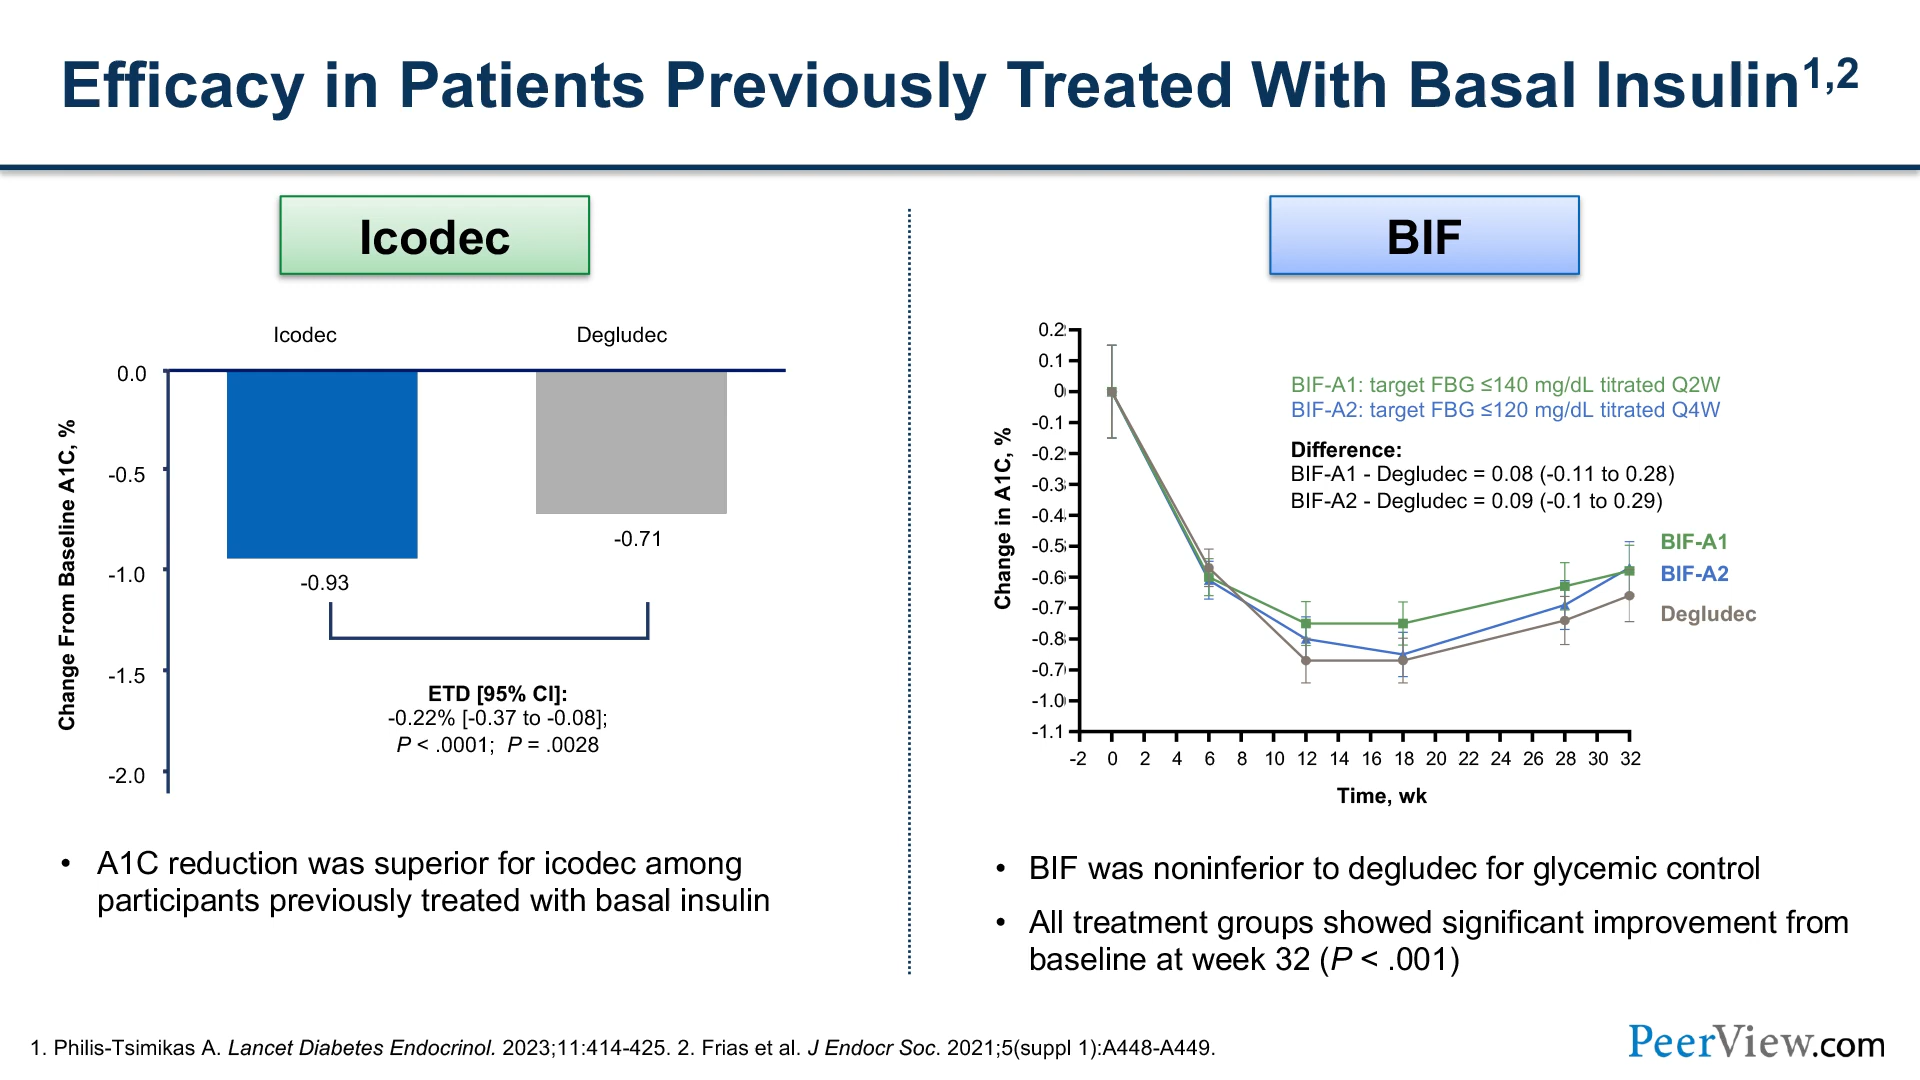 Efficacy in Patients Previously Treated With Basal Insulin1,2
Icodec
Icodec
Degludec
Change From Baseline A1C, %
0.0
-0.5
-1.0
-1.5
-2.0
-0.93
-0.71
ETD [95% CI]:
-0.22% [-0.37 to -0.08];
P < .0001; P = .0028
• A1C reduction was superior for icodec among
participants previously treated with basal insulin
BIF
Change in A1C, %
0.2
0.1
0
-0.1
-0.2
-0.3
-0.4
-0.5
-0.6
-0.7
-0.8
-0.7
-1.0
-1.1
BIF-A1: target FBG ≤140 mg/dL titrated Q2W
BIF-A2: target FBG ≤120 mg/dL titrated Q4W
Difference:
BIF-A1 - Degludec = 0.08 (-0.11 to 0.28)
BIF-A2 - Degludec = 0.09 (-0.1 to 0.29)
BIF-A1
BIF-A2
Degludec
-2 0 2 4 6 8 10 12 14 16 18 20 22 24 26 28 30 32
Time, wk
• BIF was noninferior to degludec for glycemic control
• All treatment groups showed significant improvement from
baseline at week 32 (P < .001)
1. Philis-Tsimikas A. Lancet Diabetes Endocrinol. 2023;11:414-425. 2. Frias et al. J Endocr Soc. 2021;5(suppl 1):A448-A449.
PeerView.com